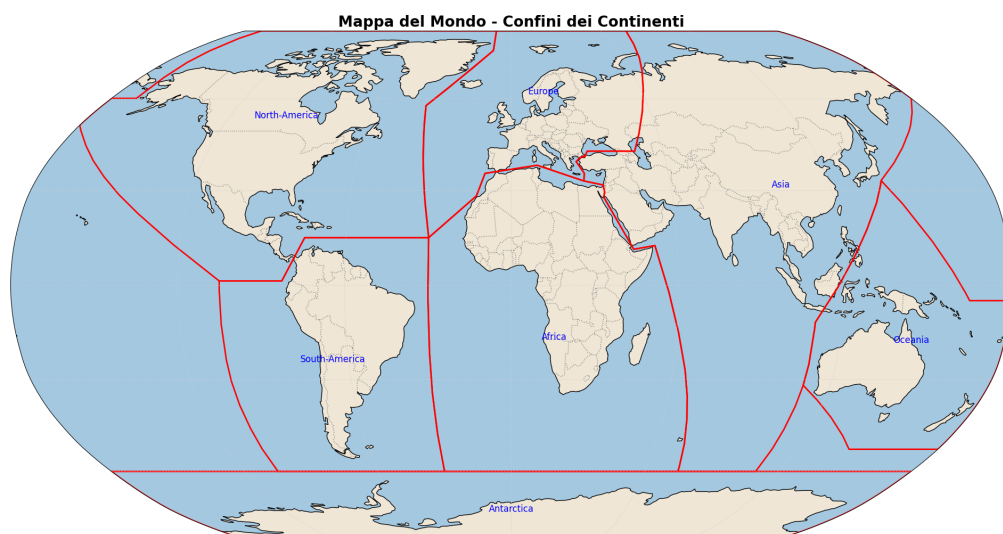 Mappa del Mondo - Confini dei Continenti
Europe
North-America
Asia
Africa
Oceania
South-America
Antarctica